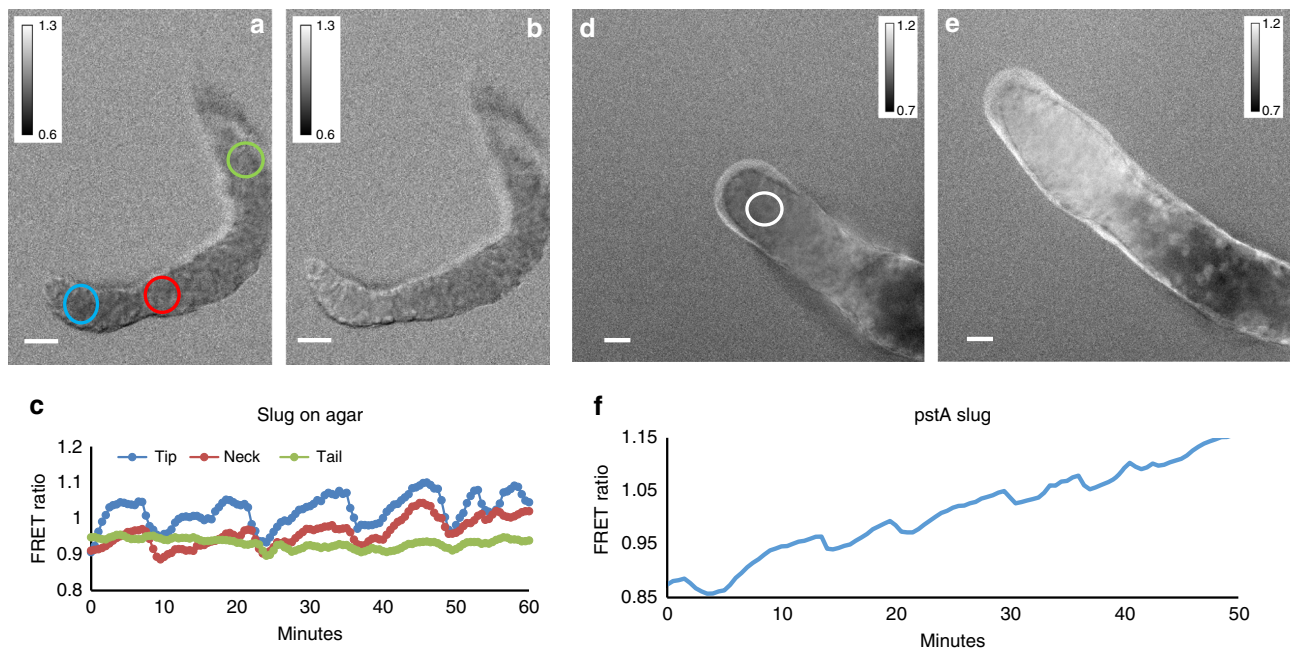 1.3
a
0.6
1.3
b
0.6
d
1.2
0.7
e
1.2
0.7
c
Slug on agar
1.2
1.1
1
0.9
0.8
FRET ratio
Tip
Neck
Tail
0 10 20 30 40 50 60
Minutes
f
pstA slug
1.15
1.05
0.95
0.85
FRET ratio
0 10 20 30 40 50
Minutes